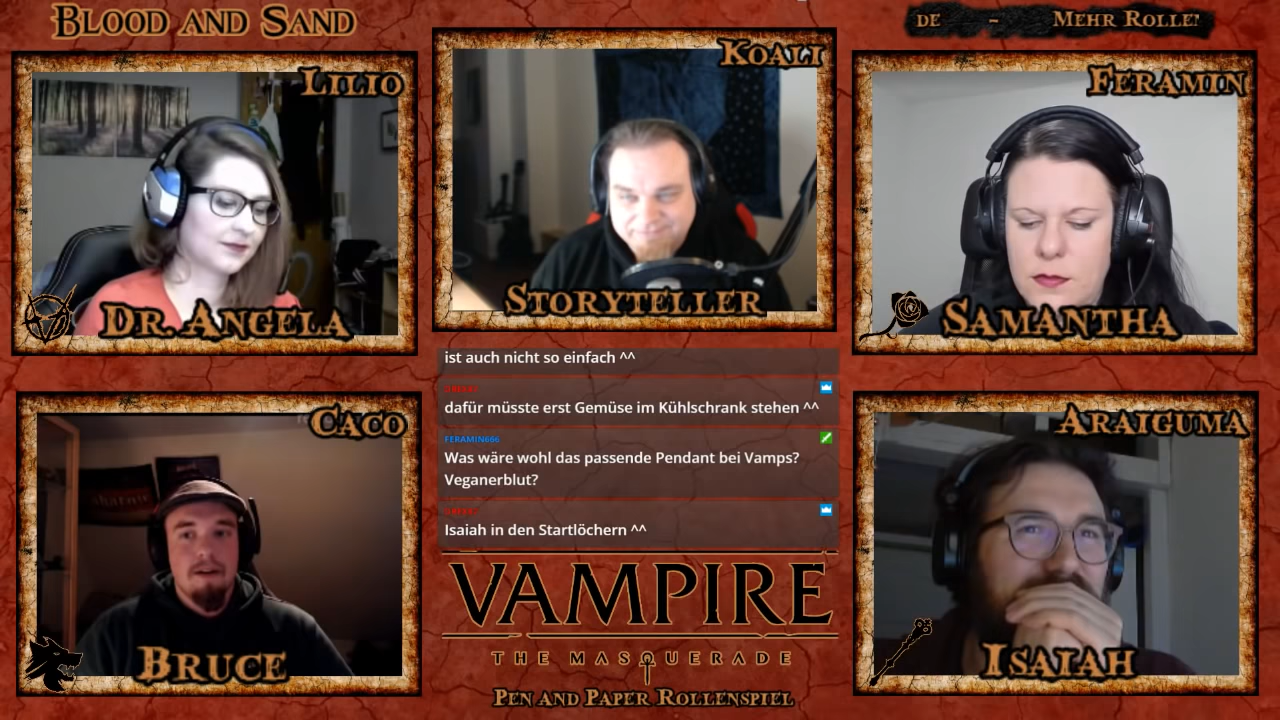 BLOOD AND SAND
DE - MEHR ROLLE!
LILIO
DR. ANGELA
KOALI
STORYTELLER
FERAMIN
SAMANTHA
ist auch nicht so einfach ^^
dafür müsste erst Gemüse im Kühlschrank stehen ^^
FERAMIN666
Was wäre wohl das passende Pendant bei Vamps?
Veganerblut?
Isaiah in den Startlöchern ^^
CACO
BRUCE
ARAIGUMA
ISAIAH
VAMPIRE
THE MASQUERADE
PEN AND PAPER ROLLENSPIEL